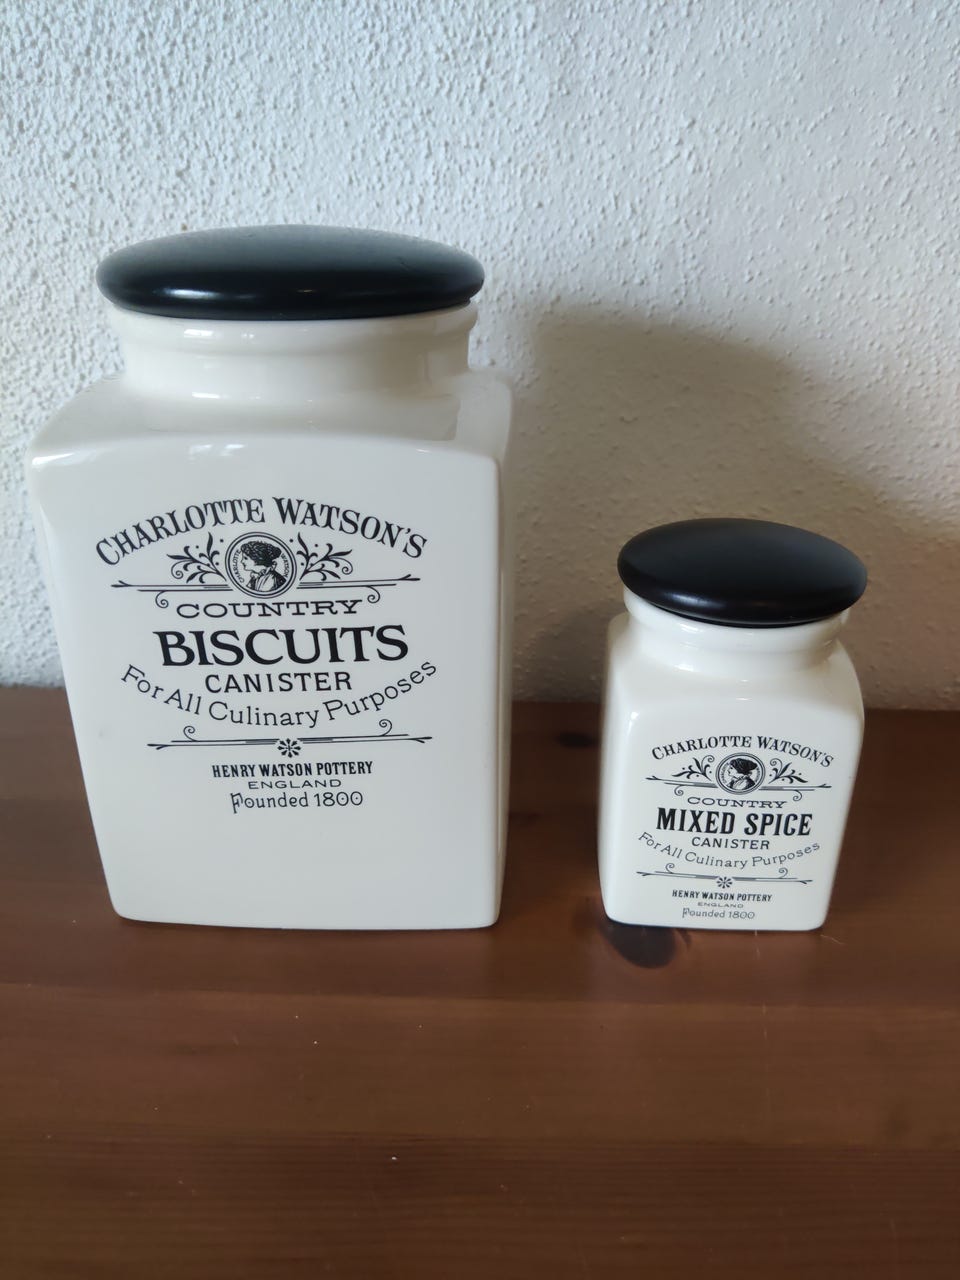 CHARLOTTE WATSON'S
COUNTRY
BISCUITS
CANISTER
For All Culinary Purposes
HENRY WATSON POTTERY
ENGLAND
Founded 1800
CHARLOTTE WATSON'S
COUNTRY
MIXED SPICE
CANISTER
For All Culinary Purposes
HENRY WATSON POTTERY
ENGLAND
Founded 1800